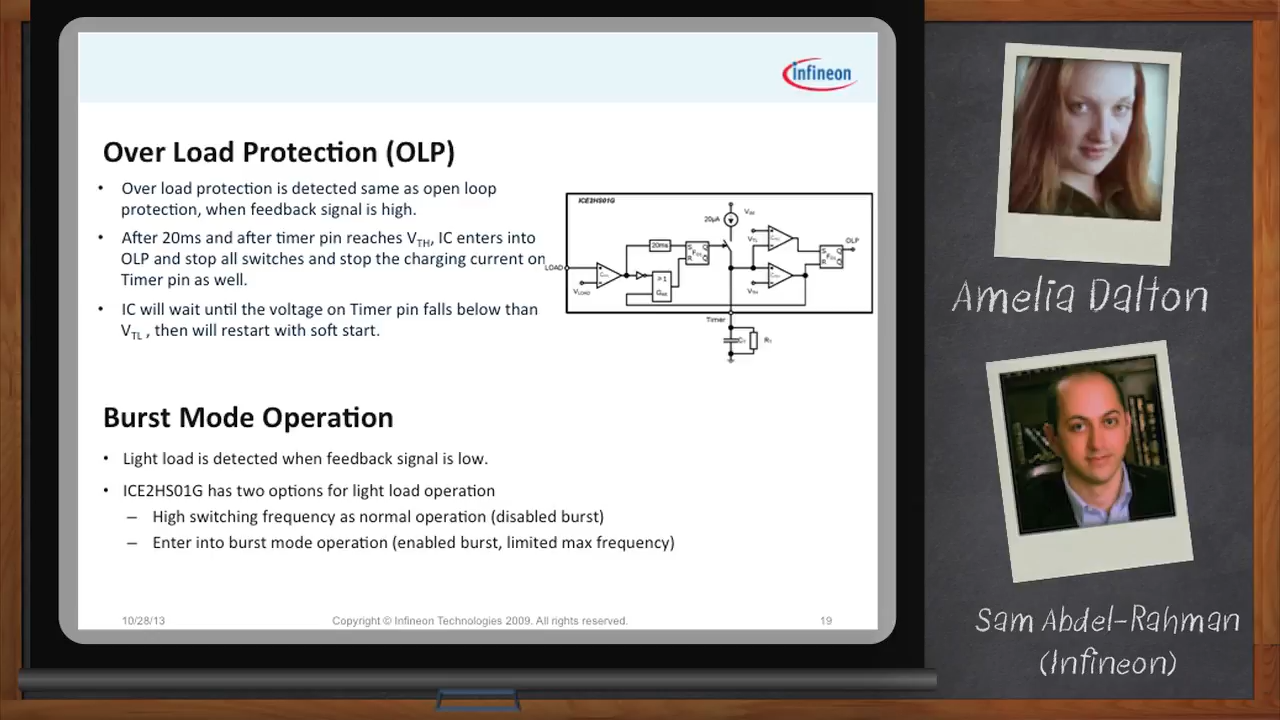 infineon
Over Load Protection (OLP)
• Over load protection is detected same as open loop
protection, when feedback signal is high.
• After 20ms and after timer pin reaches VTH, IC enters into
OLP and stop all switches and stop the charging current on
Timer pin as well.
• IC will wait until the voltage on Timer pin falls below than
VTL , then will restart with soft start.
ICE2HS01G
20µA
OLP
20ms
S
Q
R
LOAD
VLOAD
VTH
Timer
Burst Mode Operation
• Light load is detected when feedback signal is low.
• ICE2HS01G has two options for light load operation
– High switching frequency as normal operation (disabled burst)
– Enter into burst mode operation (enabled burst, limited max frequency)
10/28/13
Copyright © Infineon Technologies 2009. All rights reserved.
19
Amelia Dalton
Sam Abdel-Rahman
(Infineon)